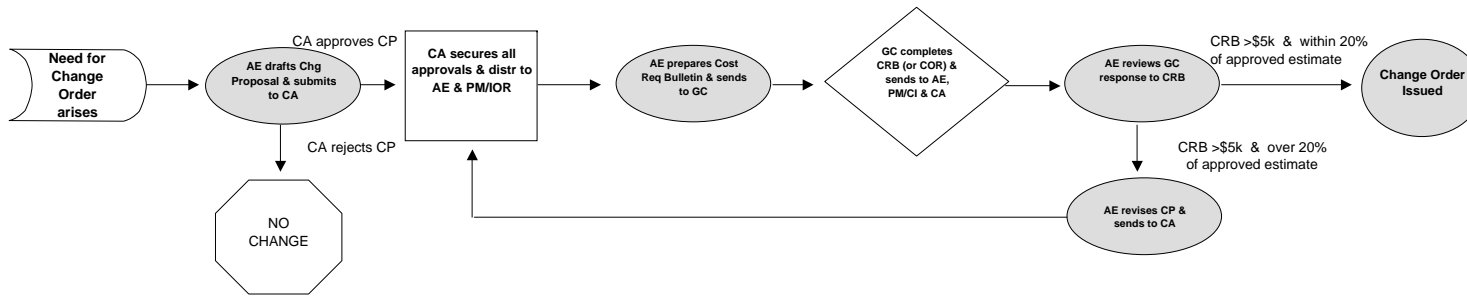 Need for
Change
Order
arises
AE drafts Chg
Proposal & submits
to CA
CA approves CP
CA rejects CP
NO
CHANGE
CA secures all
approvals & distr to
AE & PM/IOR
AE prepares Cost
Req Bulletin & sends
to GC
GC completes
CRB (or COR) &
sends to AE,
PM/CI & CA
AE reviews GC
response to CRB
CRB >$5k & within 20%
of approved estimate
Change Order
Issued
CRB >$5k & over 20%
of approved estimate
AE revises CP &
sends to CA